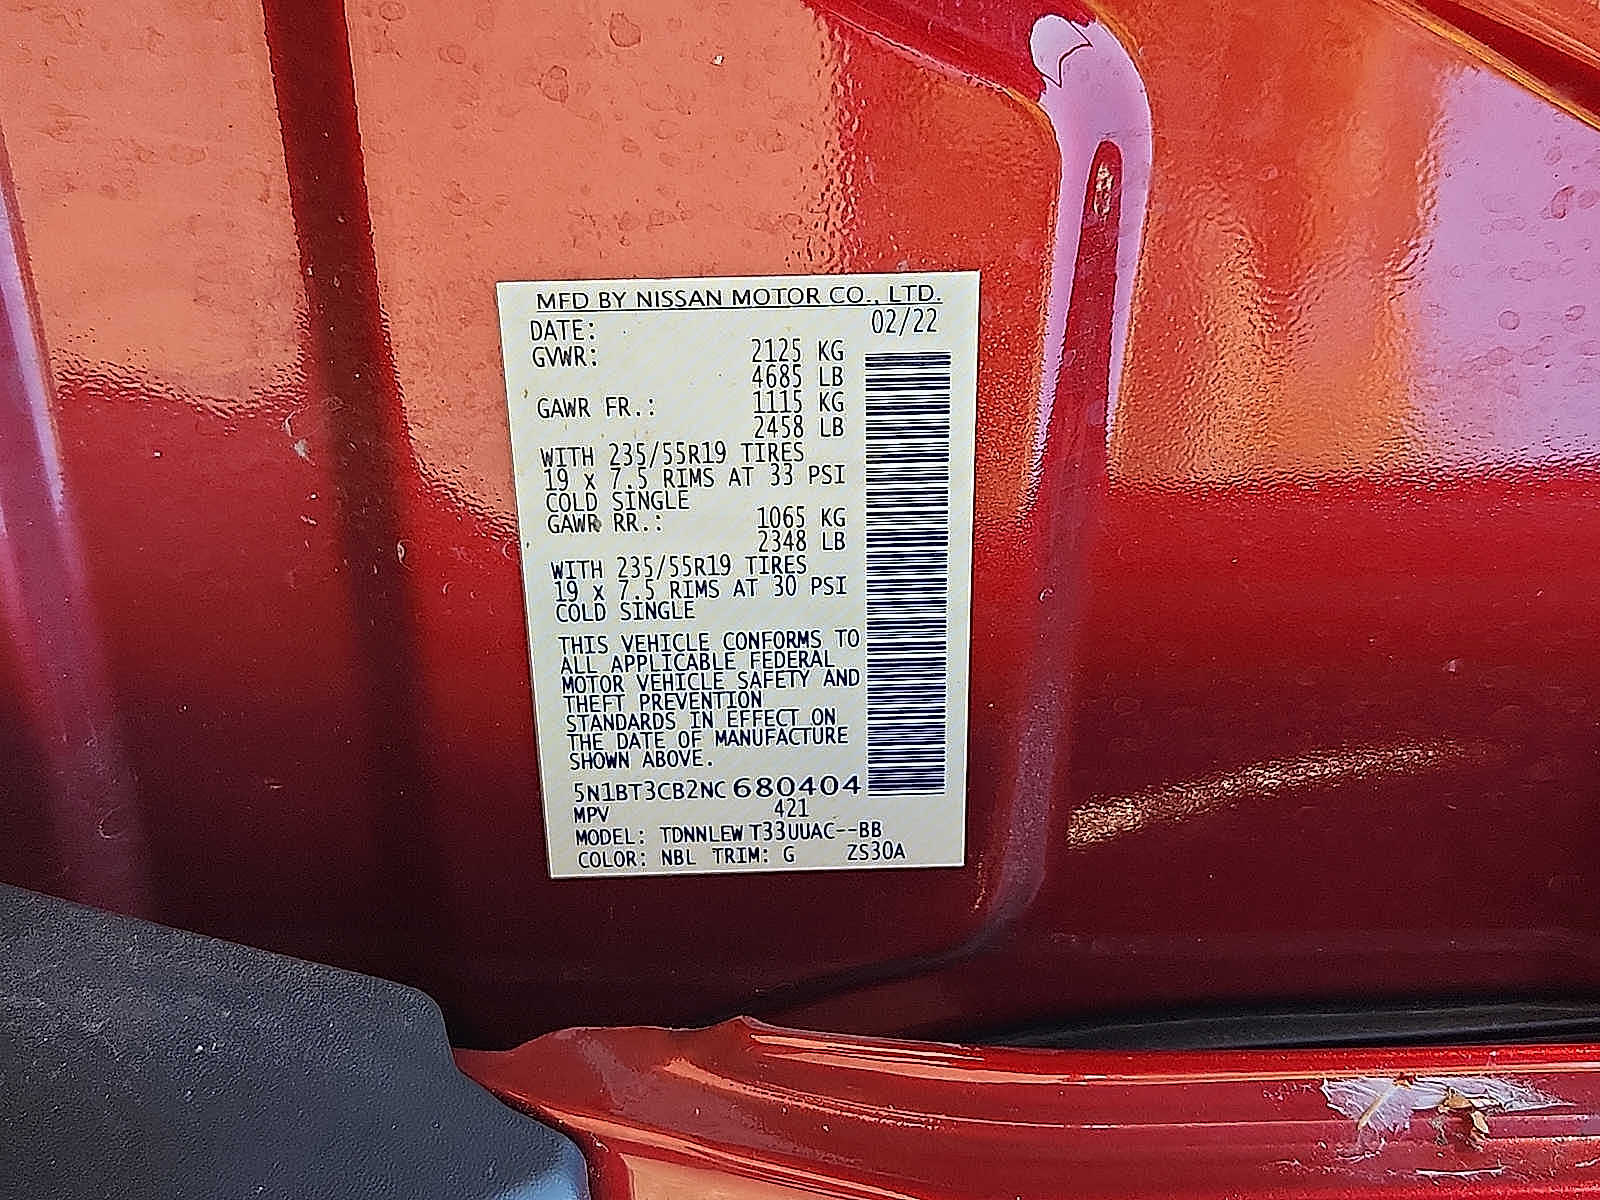 MFD BY NISSAN MOTOR CO., LTD.
DATE: 02/22
GVWR: 2125 KG
4685 LB
GAWR FR.: 1115 KG
2458 LB
WITH 235/55R19 TIRES
19 x 7.5 RIMS AT 33 PSI
COLD SINGLE
GAWR RR.: 1065 KG
2348 LB
WITH 235/55R19 TIRES
19 x 7.5 RIMS AT 30 PSI
COLD SINGLE
THIS VEHICLE CONFORMS TO
ALL APPLICABLE FEDERAL
MOTOR VEHICLE SAFETY AND
THEFT PREVENTION
STANDARDS IN EFFECT ON
THE DATE OF MANUFACTURE
SHOWN ABOVE.
5N1BT3CB2NC680404
MPV 421
MODEL: TDNNLEWT33UUAC--BB
COLOR: NBL TRIM: G ZS30A